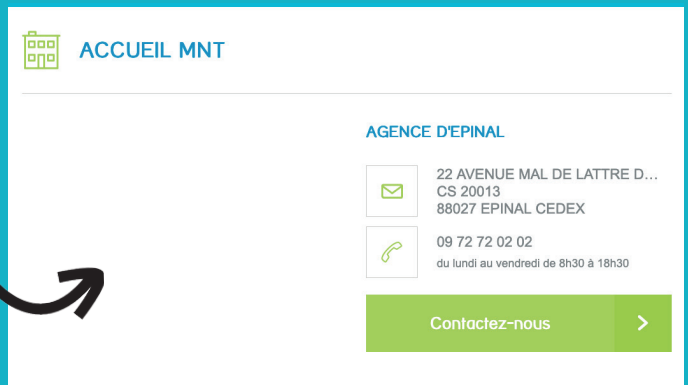 ACCUEIL MNT
AGENCE D'EPINAL
22 AVENUE MAL DE LATTRE D...
CS 20013
88027 EPINAL CEDEX
09 72 72 02 02
du lundi au vendredi de 8h30 à 18h30
Contactez-nous